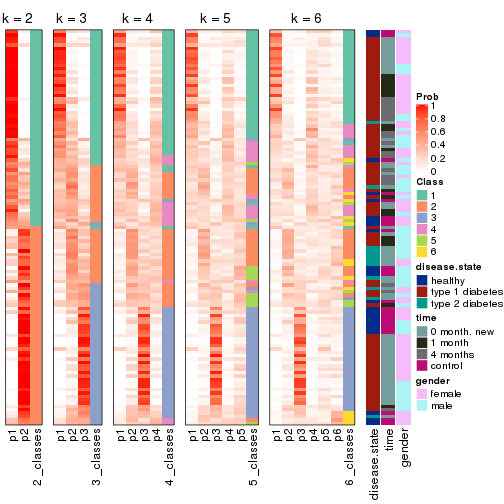 k = 2 k = 3 k = 4 k = 5 k = 6
Prob
1
0.8
0.6
0.4
0.2
0
Class
1
2
3
4
5
6
disease.state
healthy
type 1 diabetes
type 2 diabetes
time
0 month. new
1 month
4 months
control
gender
female
male
p1 p2 2_classes p1 p2 p3 3_classes p1 p2 p3 p4 4_classes p1 p2 p3 p4 p5 5_classes p1 p2 p3 p4 p5 p6 6_classes disease.state time gender